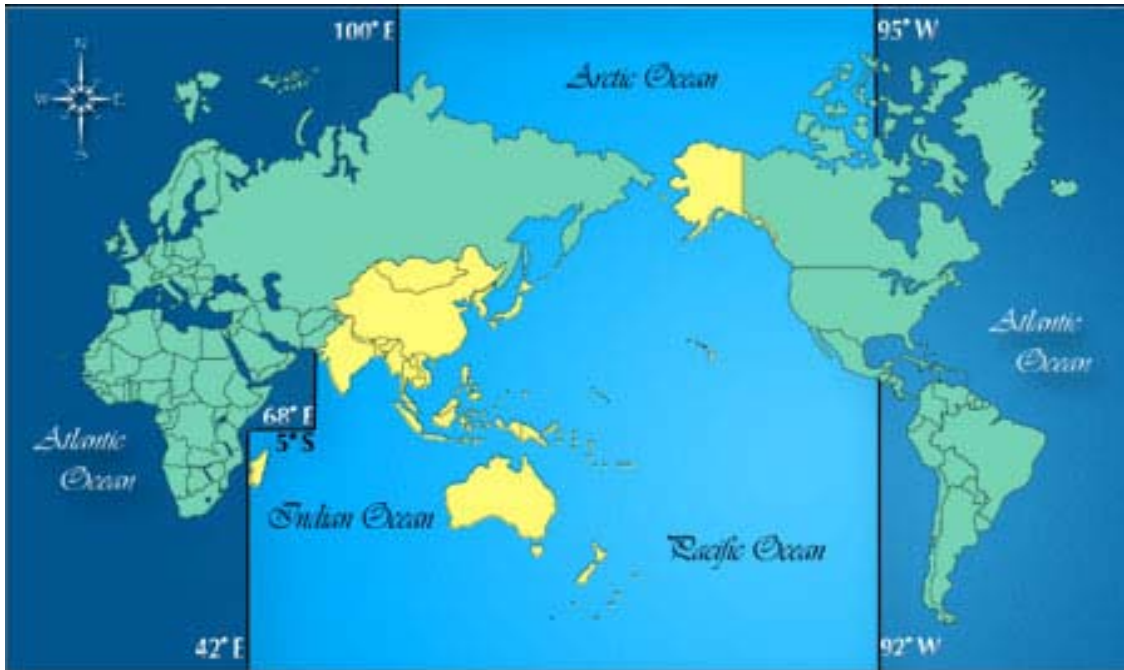 100° E
95° W
N
W E
S
Arctic Ocean
Atlantic
Ocean
68° E
5° S
Atlantic
Ocean
Indian Ocean
Pacific Ocean
42° E
92° W